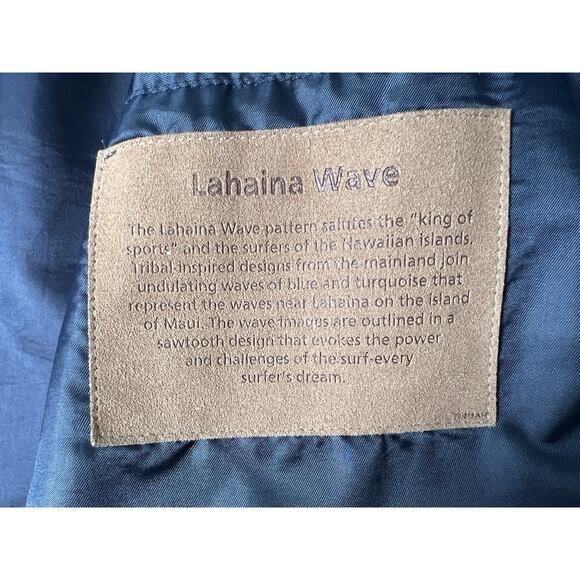 Lahaina Wave
The Lahaina Wave pattern salutes the "king of
sports" and the surfers of the Hawaiian islands.
Tribal-inspired designs from the mainland join
undulating waves of blue and turquoise that
represent the waves near Lahaina on the island
of Maui. The wave images are outlined in a
sawtooth design that evokes the power
and challenges of the surf-every
surfer's dream.